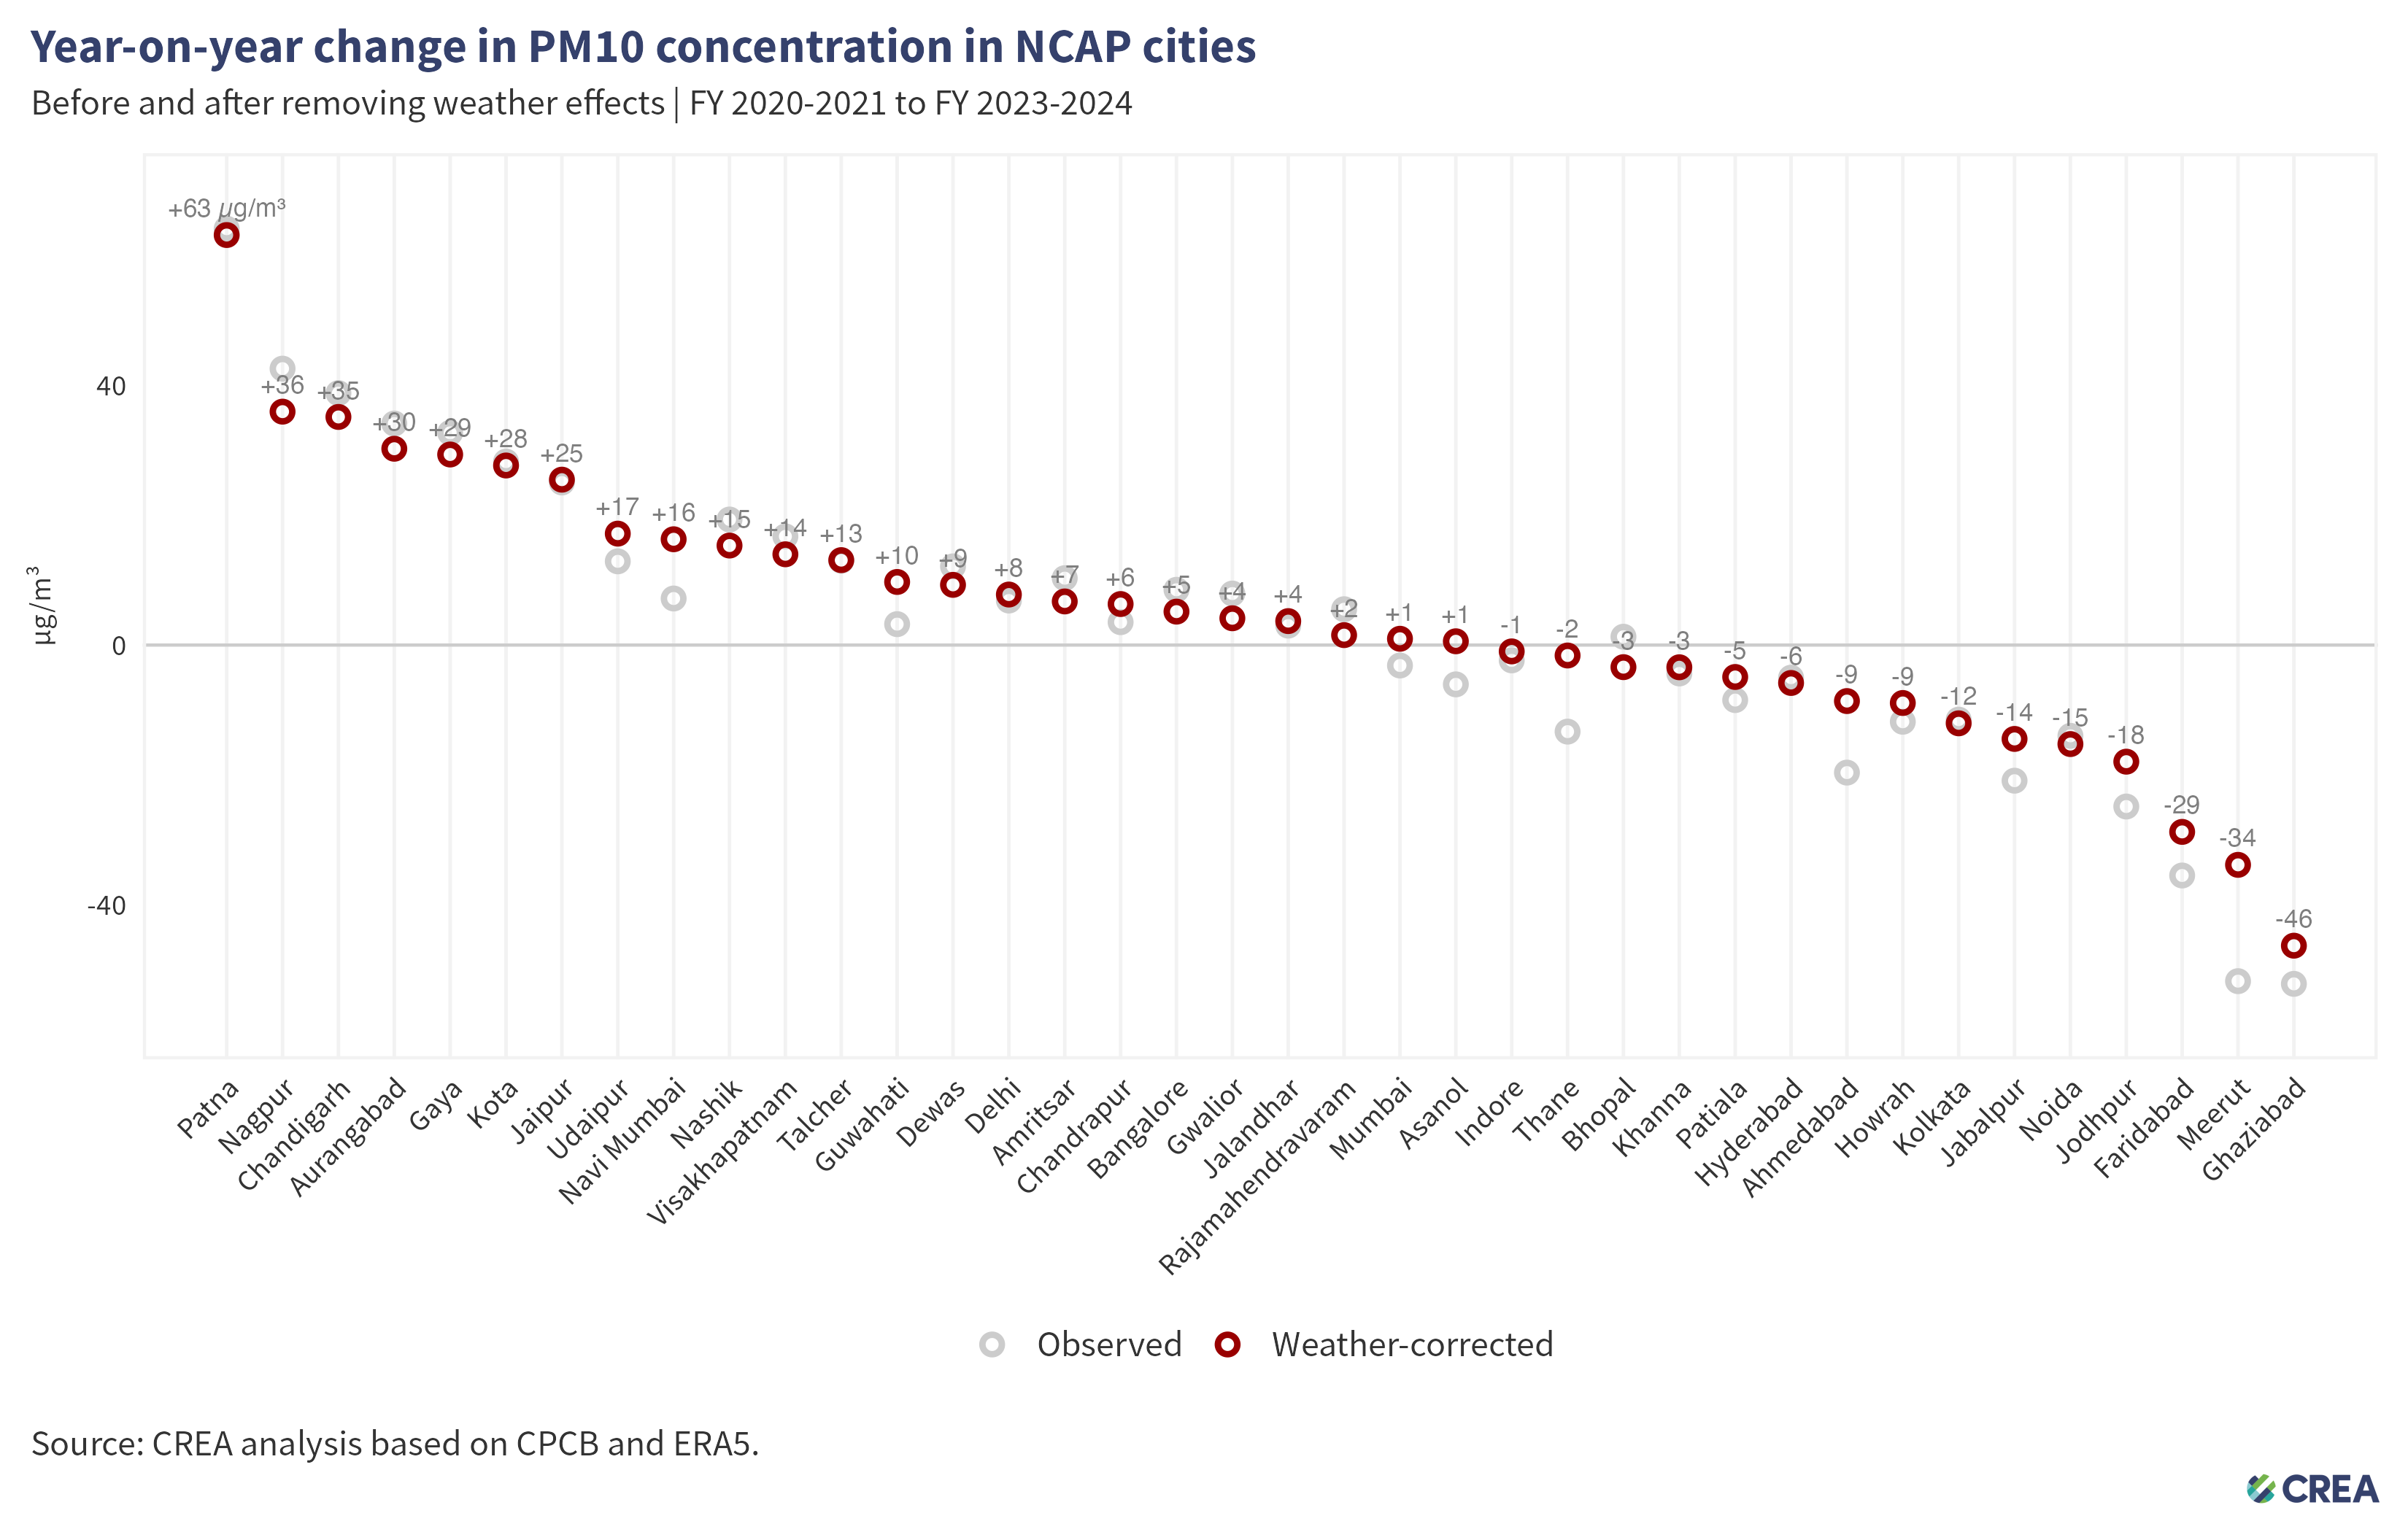 Year-on-year change in PM10 concentration in NCAP cities
Before and after removing weather effects | FY 2020-2021 to FY 2023-2024
µg/m³
40
0
-40
+63 µg/m³
+36
+35
+30
+29
+28
+25
+17
+16
+15
+14
+13
+10
+9
+8
+7
+6
+5
+4
+4
+2
+1
+1
-1
-2
-3
-3
-5
-6
-9
-9
-12
-14
-15
-18
-29
-34
-46
Patna
Nagpur
Chandigarh
Aurangabad
Gaya
Kota
Jaipur
Udaipur
Navi Mumbai
Nashik
Visakhapatnam
Talcher
Guwahati
Dewas
Delhi
Amritsar
Chandrapur
Bangalore
Gwalior
Jalandhar
Rajamahendravaram
Mumbai
Asanol
Indore
Thane
Bhopal
Khanna
Patiala
Hyderabad
Ahmedabad
Howrah
Kolkata
Jabalpur
Noida
Jodhpur
Faridabad
Meerut
Ghaziabad
Observed
Weather-corrected
Source: CREA analysis based on CPCB and ERA5.
CREA